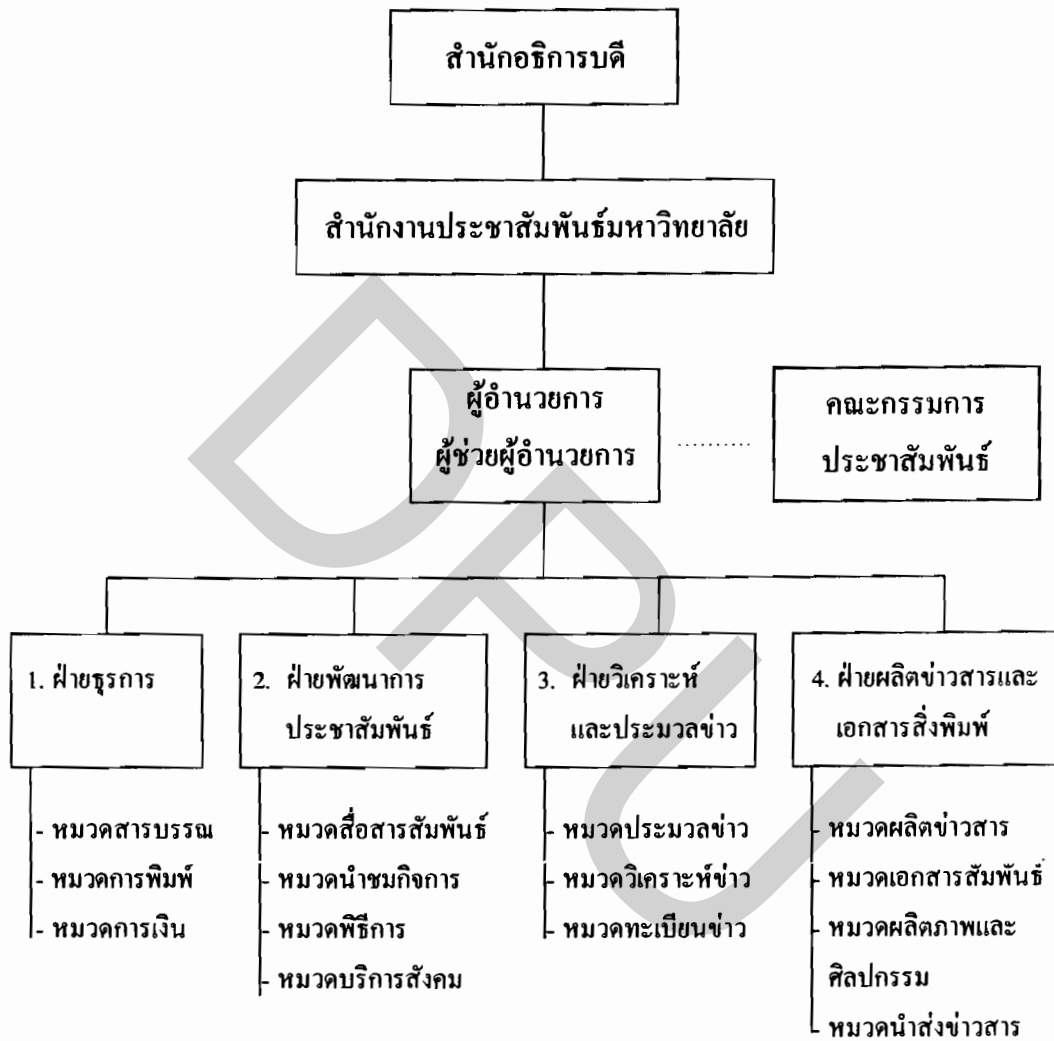 สำนักอธิการบดี
สำนักงานประชาสัมพันธ์มหาวิทยาลัย
ผู้อำนวยการ
ผู้ช่วยผู้อำนวยการ
..........
คณะกรรมการ
ประชาสัมพันธ์
1. ฝ่ายธุรการ
2. ฝ่ายพัฒนาการ
ประชาสัมพันธ์
3. ฝ่ายวิเคราะห์
และประมวลข่าว
4. ฝ่ายผลิตข่าวสารและ
เอกสารสิ่งพิมพ์
- หมวดสารบรรณ
- หมวดการพิมพ์
- หมวดการเงิน
- หมวดสื่อสารสัมพันธ์
- หมวดนำชมกิจการ
- หมวดพิธีการ
- หมวดบริการสังคม
- หมวดประมวลข่าว
- หมวดวิเคราะห์ข่าว
- หมวดทะเบียนข่าว
- หมวดผลิตข่าวสาร
- หมวดเอกสารสัมพันธ์
- หมวดผลิตภาพและ
ศิลปกรรม
- หมวดนำส่งข่าวสาร
DPU